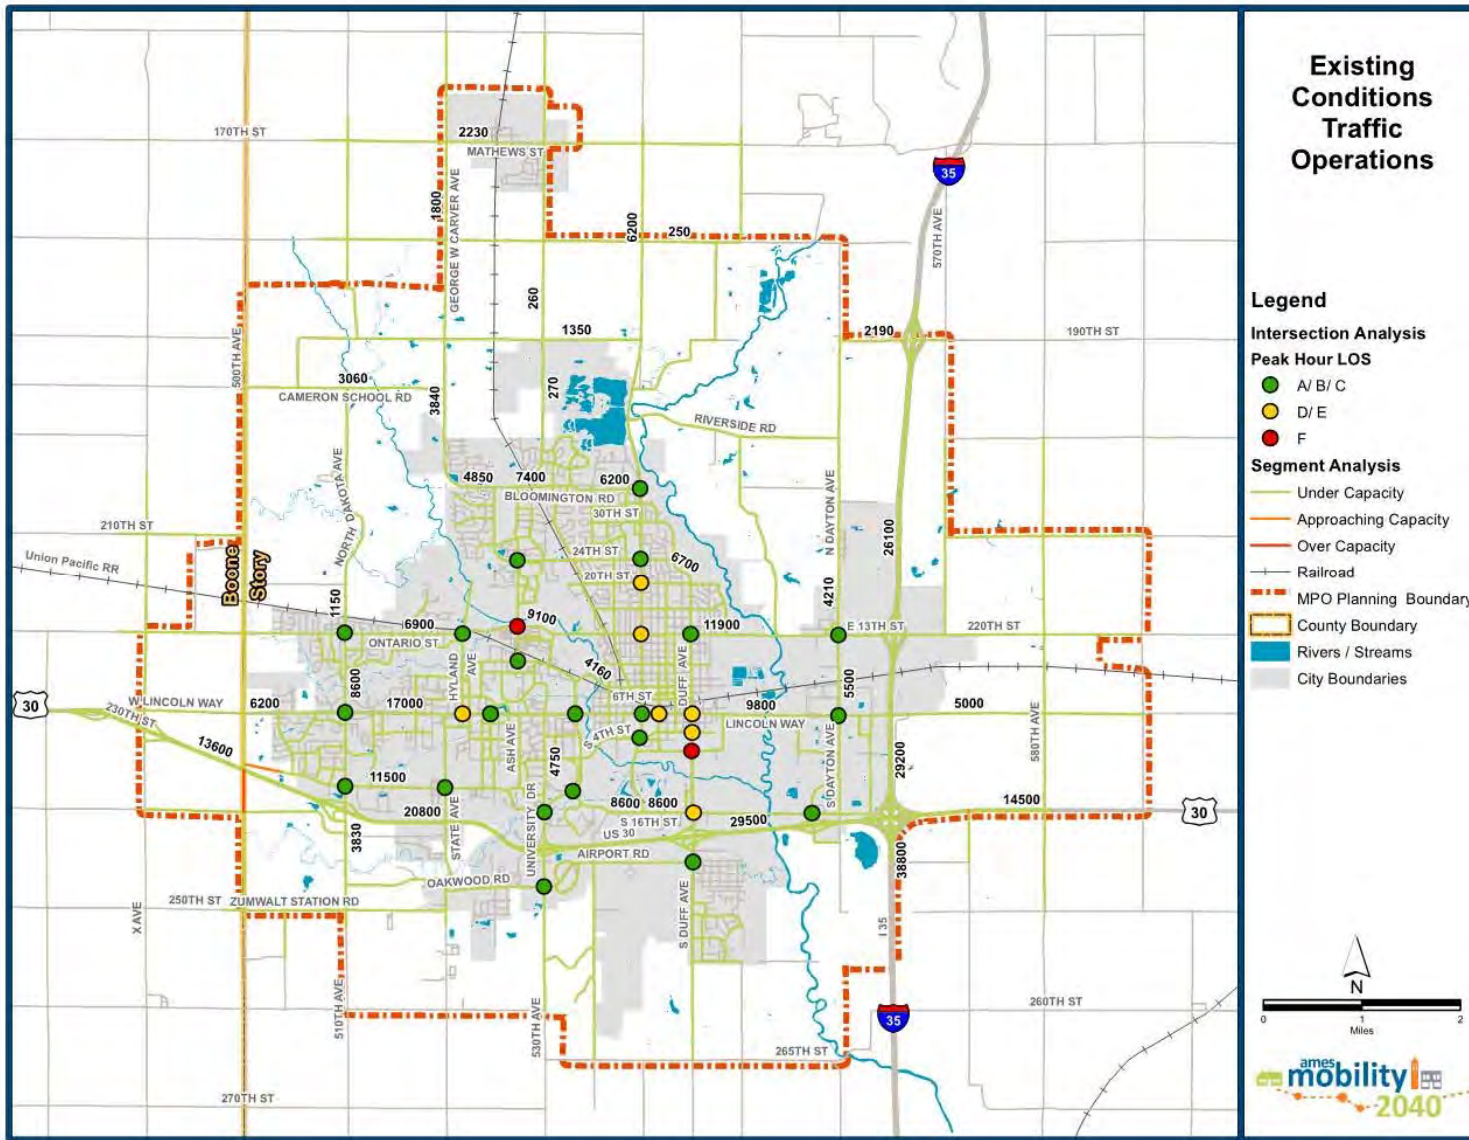 Existing
Conditions
Traffic
Operations
Legend
Intersection Analysis
Peak Hour LOS
A/ B/ C
D/ E
F
Segment Analysis
Under Capacity
Approaching Capacity
Over Capacity
Railroad
MPO Planning Boundary
County Boundary
Rivers / Streams
City Boundaries
N
0 1 2
Miles
ames
mobility
2040
170TH ST
2230
MATHEWS ST
35
1800
GEORGE W CARVER AVE
6200
250
570TH AVE
260
1350
2190
190TH ST
500TH AVE
3060
CAMERON SCHOOL RD
3840
270
RIVERSIDE RD
NORTH DAKOTA AVE
4850
7400
6200
BLOOMINGTON RD
30TH ST
N DAYTON AVE
26100
210TH ST
Union Pacific RR
Boone
Story
24TH ST
20TH ST
6700
1150
4210
6900
9100
11900
E 13TH ST
220TH ST
ONTARIO ST
HYLAND
AVE
4160
DUFF AVE
8600
6TH ST
5500
30
W LINCOLN WAY
6200
17000
9800
5000
LINCOLN WAY
230TH ST
13600
ASH AVE
S 4TH ST
4750
S DAYTON AVE
29200
580TH AVE
11500
8600
8600
14500
30
20800
STATE AVE
UNIVERSITY DR
S 16TH ST
29500
US 30
3830
AIRPORT RD
38800
OAKWOOD RD
250TH ST
ZUMWALT STATION RD
X AVE
S DUFF AVE
I 35
510TH AVE
530TH AVE
260TH ST
35
265TH ST
270TH ST